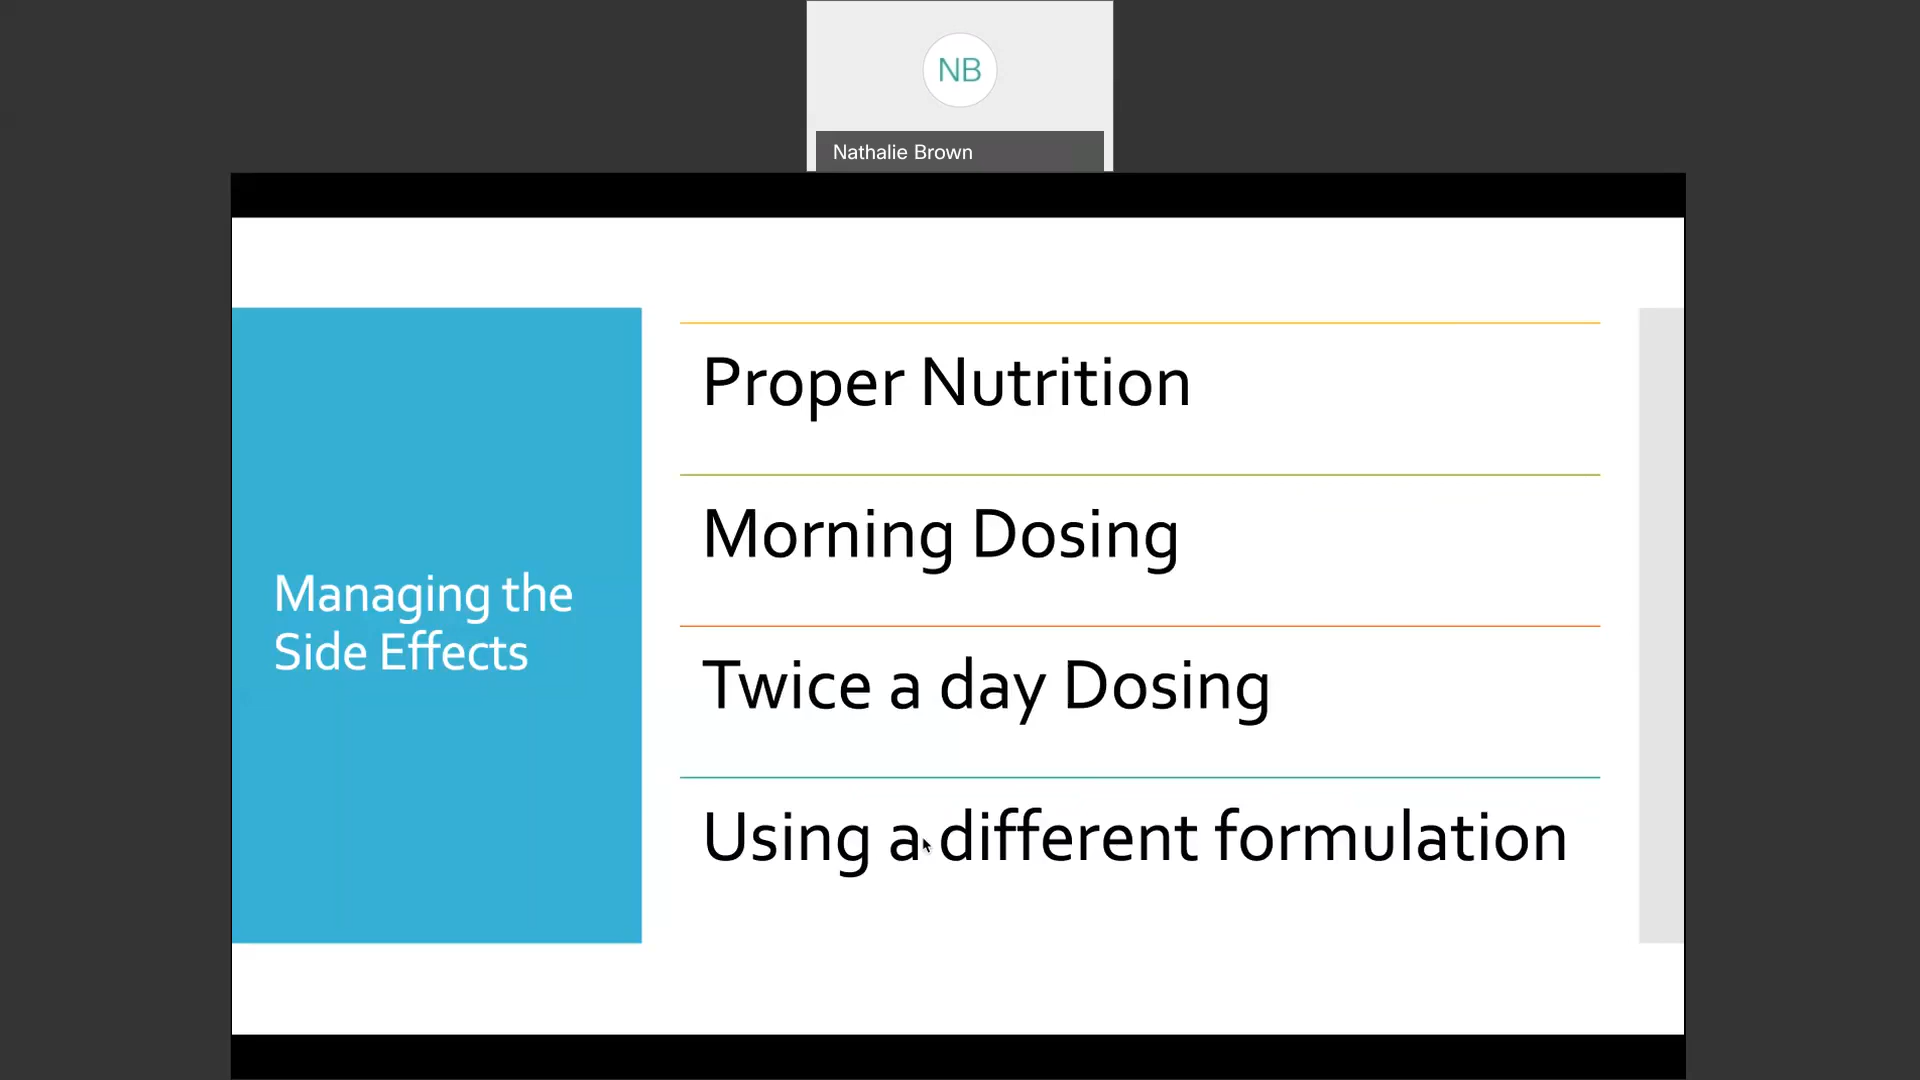 NB
Nathalie Brown
Managing the
Side Effects
Proper Nutrition
Morning Dosing
Twice a day Dosing
Using a different formulation